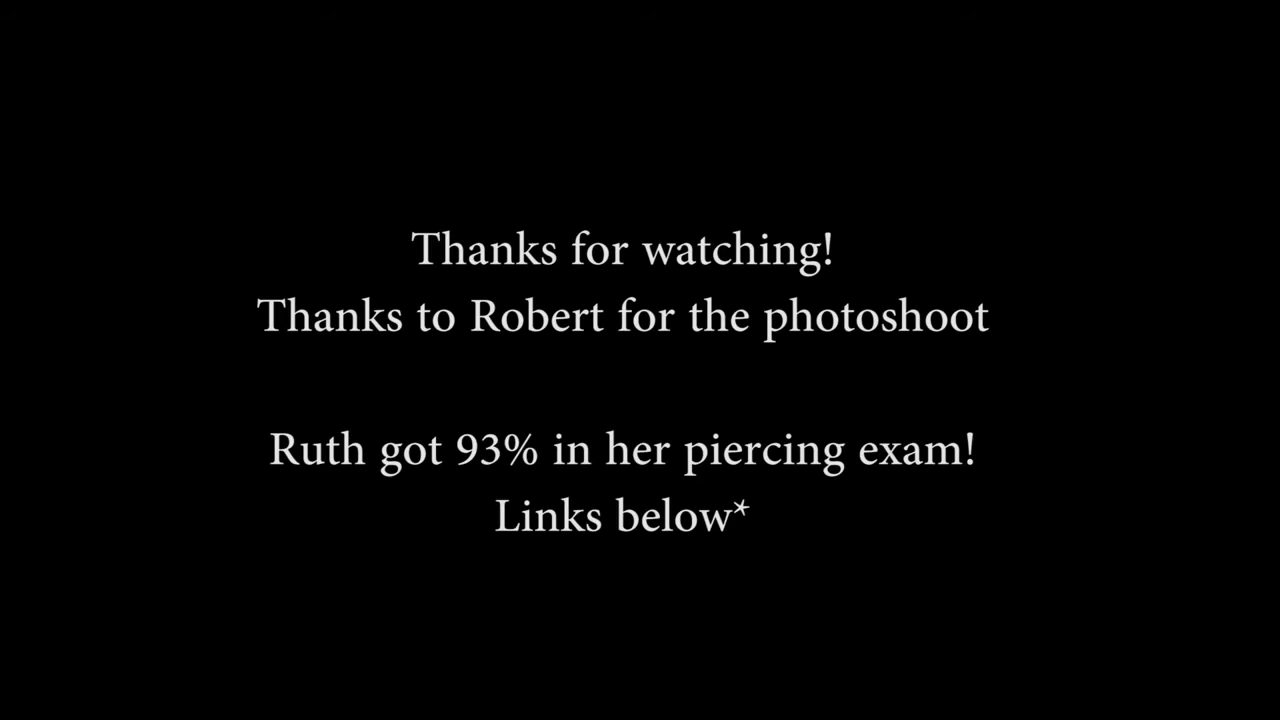 Thanks for watching!
Thanks to Robert for the photoshoot
Ruth got 93% in her piercing exam!
Links below*